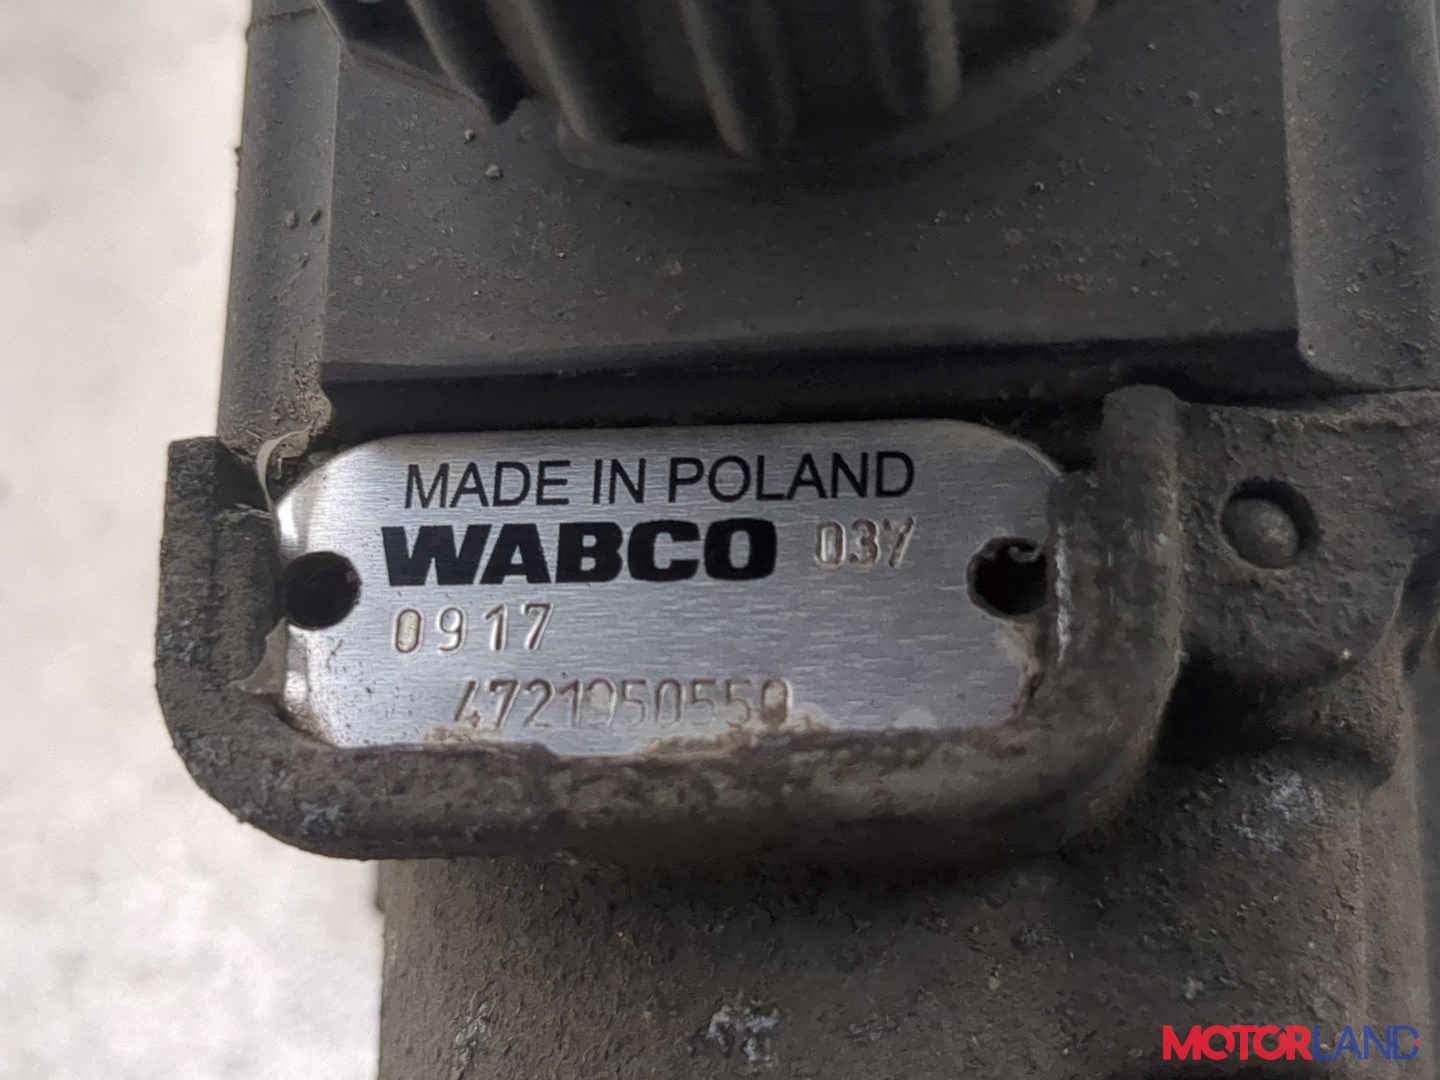 MADE IN POLAND
WABCO 037
0917
4721950550
MOTORLAND